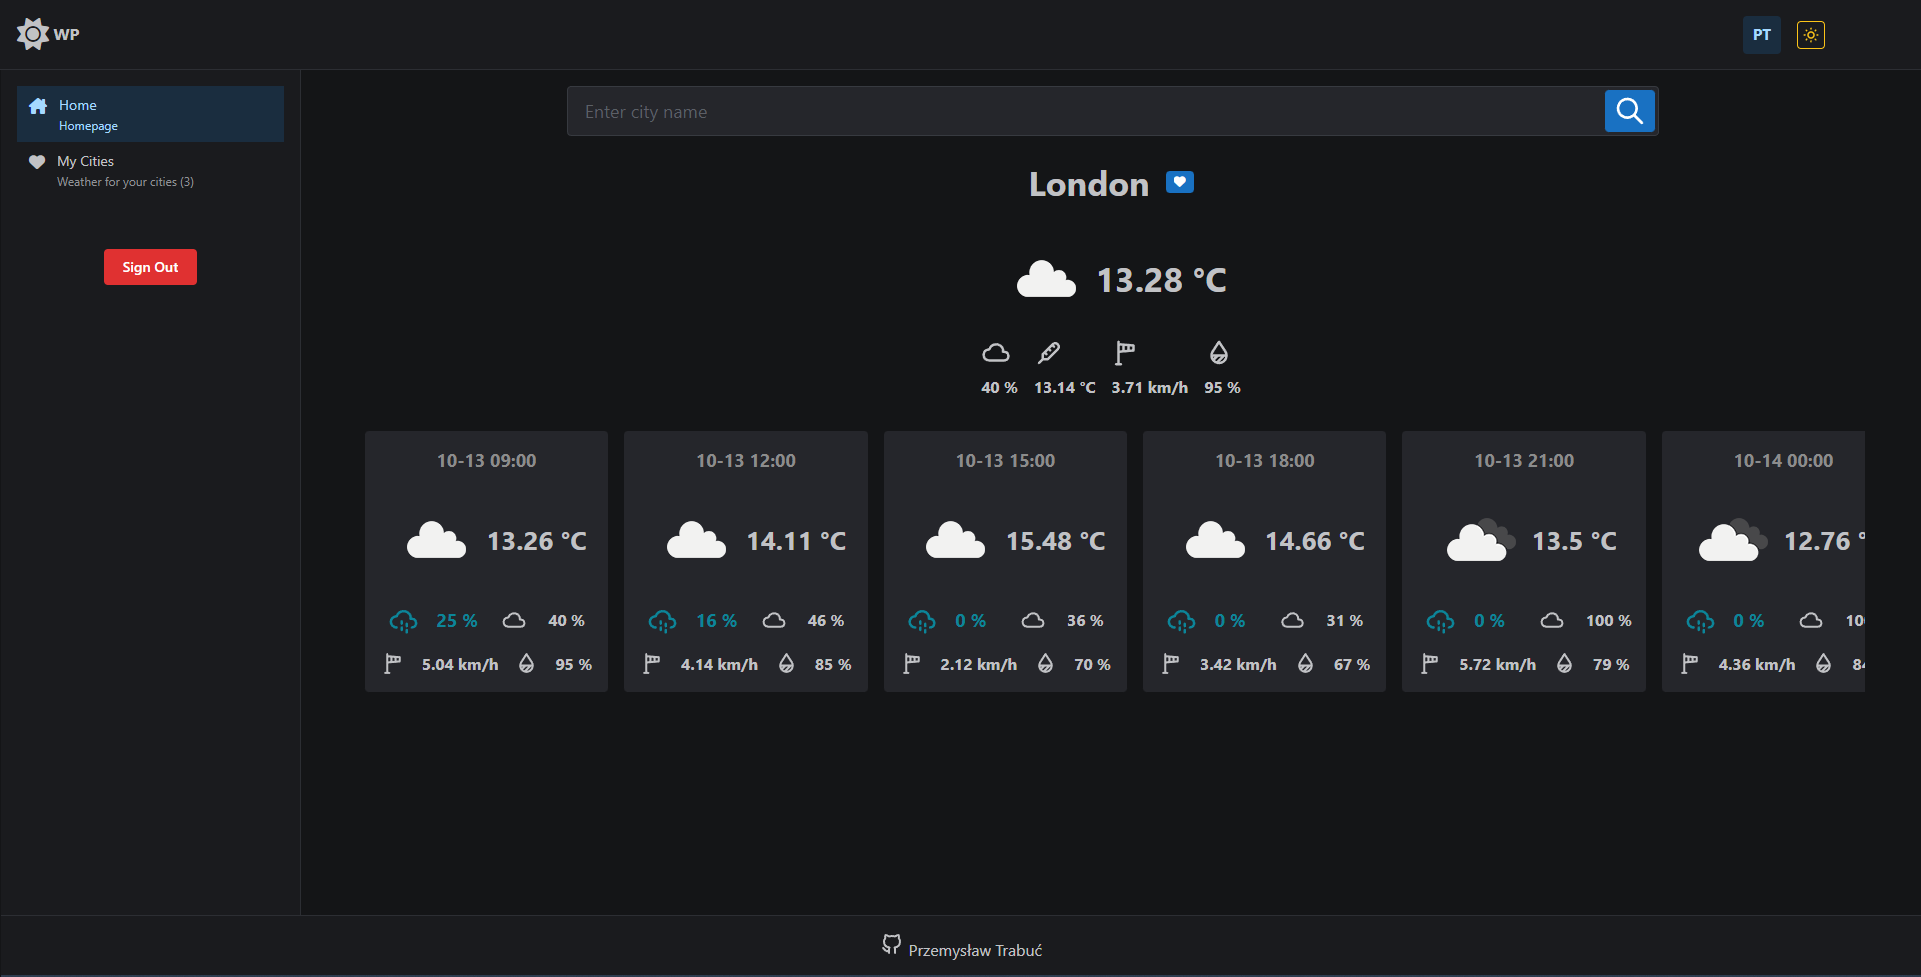 WP
PT
Home
Homepage
My Cities
Weather for your cities (3)
Sign Out
Enter city name
London
13.28 °C
40 % 13.14 °C 3.71 km/h 95 %
10-13 09:00
13.26 °C
25 % 40 %
5.04 km/h 95 %
10-13 12:00
14.11 °C
16 % 46 %
4.14 km/h 85 %
10-13 15:00
15.48 °C
0 % 36 %
2.12 km/h 70 %
10-13 18:00
14.66 °C
0 % 31 %
3.42 km/h 67 %
10-13 21:00
13.5 °C
0 % 100 %
5.72 km/h 79 %
10-14 00:00
12.76 °
0 %
4.36 km/h
Przemysław Trabuć